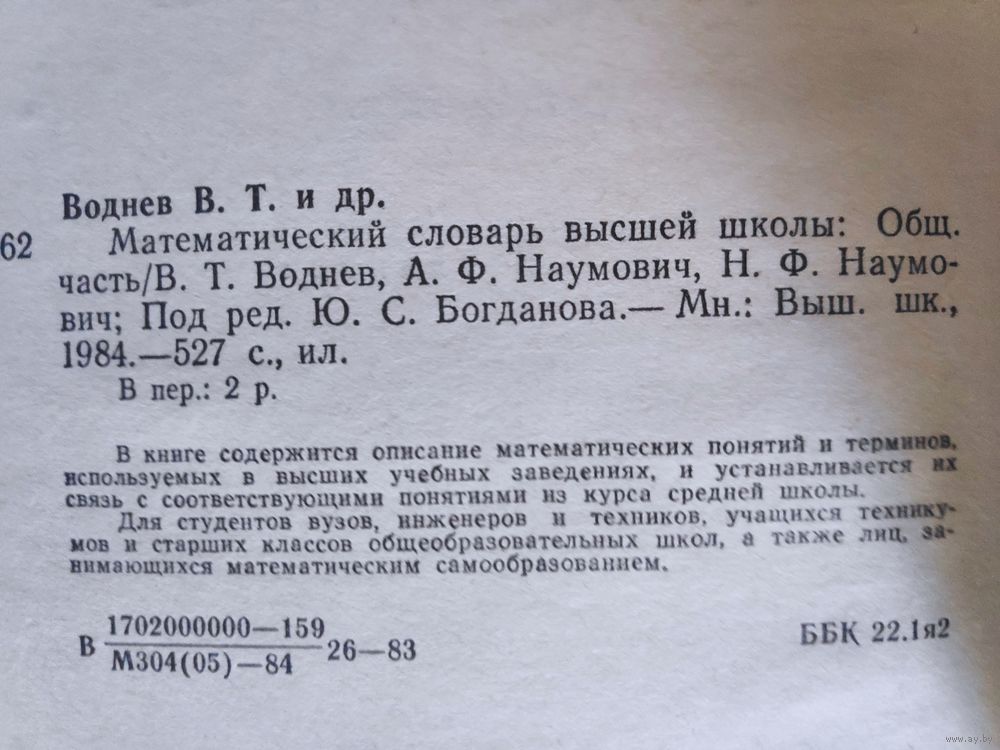 Воднев В. Т. и др.
62 Математический словарь высшей школы: Общ.
часть/В. Т. Воднев, А. Ф. Наумович, Н. Ф. Наумо-
вич; Под ред. Ю. С. Богданова.— Мн.: Выш. шк.,
1984.—527 с., ил.
В пер.: 2 р.
В книге содержится описание математических понятий и терминов,
используемых в высших учебных заведениях, и устанавливается их
связь с соответствующими понятиями из курса средней школы.
Для студентов вузов, инженеров и техников, учащихся технику-
мов и старших классов общеобразовательных школ, а также лиц, за-
нимающихся математическим самообразованием.
В 1702000000—159
М304(05)—84 26—83
ББК 22.1я2
www.ay.by